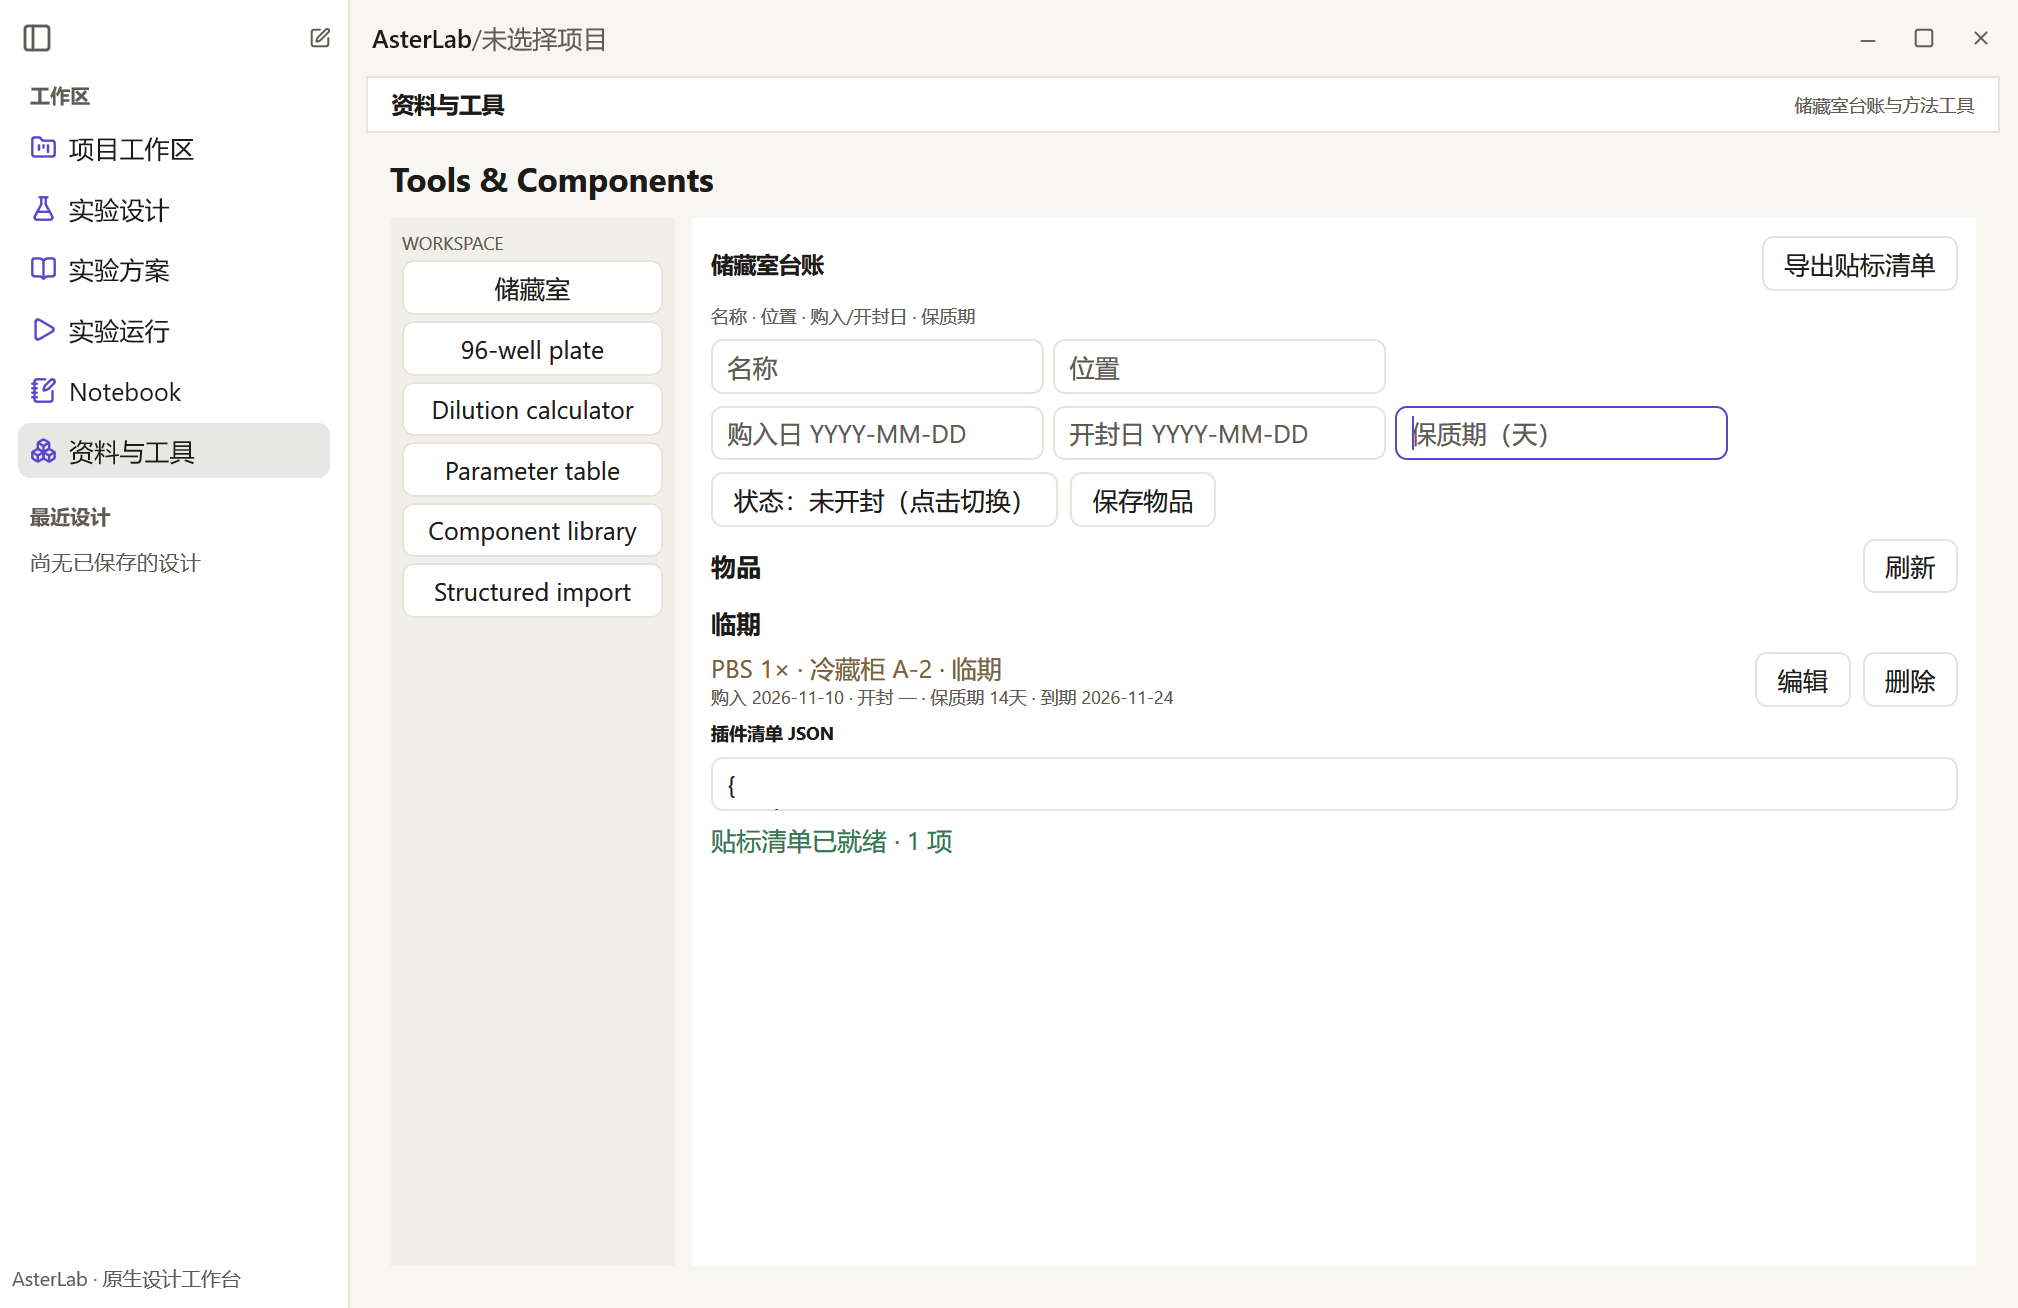 AsterLab/未选择项目
工作区
项目工作区
实验设计
实验方案
实验运行
Notebook
资料与工具
最近设计
尚无已保存的设计
AsterLab · 原生设计工作台
资料与工具
储藏室台账与方法工具
Tools & Components
WORKSPACE
储藏室
96-well plate
Dilution calculator
Parameter table
Component library
Structured import
储藏室台账
导出贴标清单
名称 · 位置 · 购入/开封日 · 保质期
名称
位置
购入日 YYYY-MM-DD
开封日 YYYY-MM-DD
保质期（天）
状态：未开封（点击切换）
保存物品
物品
刷新
临期
PBS 1× · 冷藏柜 A-2 · 临期
购入 2026-11-10 · 开封 — · 保质期 14天 · 到期 2026-11-24
编辑
删除
插件清单 JSON
{
贴标清单已就绪 · 1 项